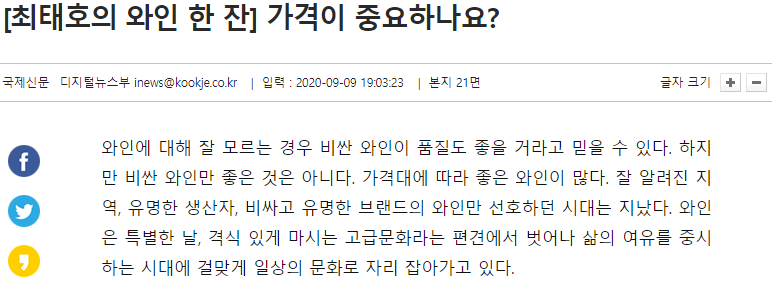 [최태호의 와인 한 잔] 가격이 중요하나요?
국제신문 디지털뉴스부 inews@kookje.co.kr | 입력 : 2020-09-09 19:03:23 | 본지 21면 글자 크기
와인에 대해 잘 모르는 경우 비싼 와인이 품질도 좋을 거라고 믿을 수 있다. 하지
만 비싼 와인만 좋은 것은 아니다. 가격대에 따라 좋은 와인이 많다. 잘 알려진 지
역, 유명한 생산자, 비싸고 유명한 브랜드의 와인만 선호하던 시대는 지났다. 와인
은 특별한 날, 격식 있게 마시는 고급문화라는 편견에서 벗어나 삶의 여유를 중시
하는 시대에 걸맞게 일상의 문화로 자리 잡아가고 있다.